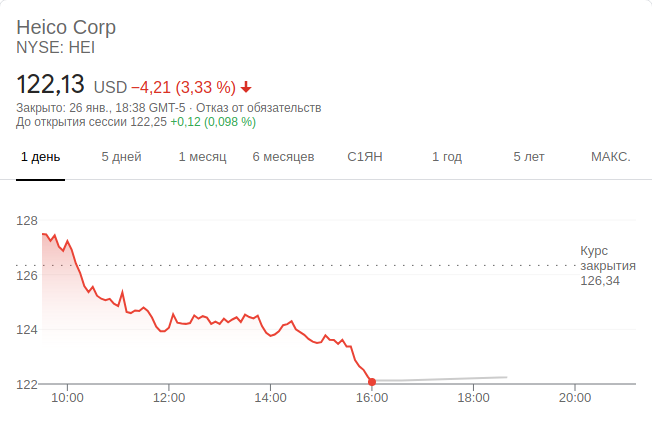 Heico Corp
NYSE: HEI
122,13 USD −4,21 (3,33 %)
Закрыто: 26 янв., 18:38 GMT-5 · Отказ от обязательств
До открытия сессии 122,25 +0,12 (0,098 %)
1 день 5 дней 1 месяц 6 месяцев С1ЯН 1 год 5 лет МАКС.
128
Курс
закрытия
126,34
126
124
122
10:00 12:00 14:00 16:00 18:00 20:00